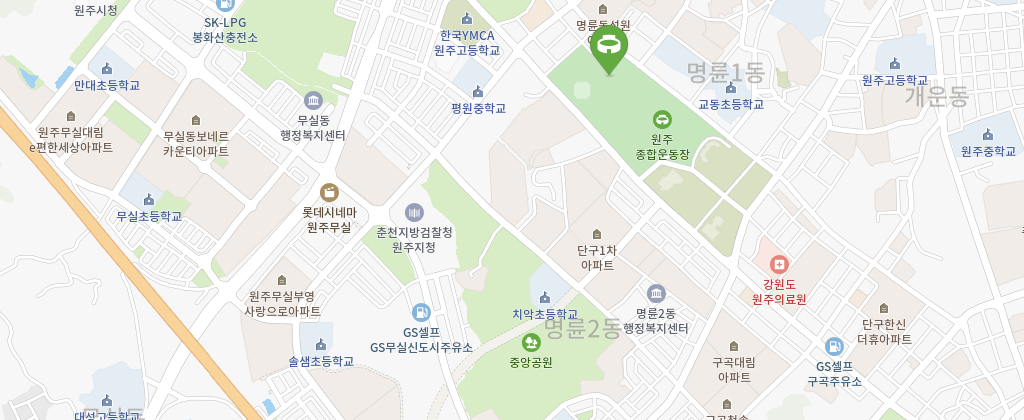 원주시청
SK-LPG
봉화산충전소
한국YMCA
원주고등학교
명륜1동
원주고등학교
개운동
만대초등학교
평원중학교
교동초등학교
원주무실대림
e편한세상아파트
무실동보네르
카운티아파트
무실동
행정복지센터
원주
종합운동장
원주중학교
무실초등학교
롯데시네마
원주무실
춘천지방검찰청
원주지청
단구1차
아파트
강원도
원주의료원
원주무실부영
사랑으로아파트
치악초등학교
명륜2동
명륜2동
행정복지센터
GS셀프
GS무실신도시주유소
솔샘초등학교
중앙공원
단구한신
더휴아파트
구곡대림
아파트
GS셀프
구곡주유소
대성고등학교